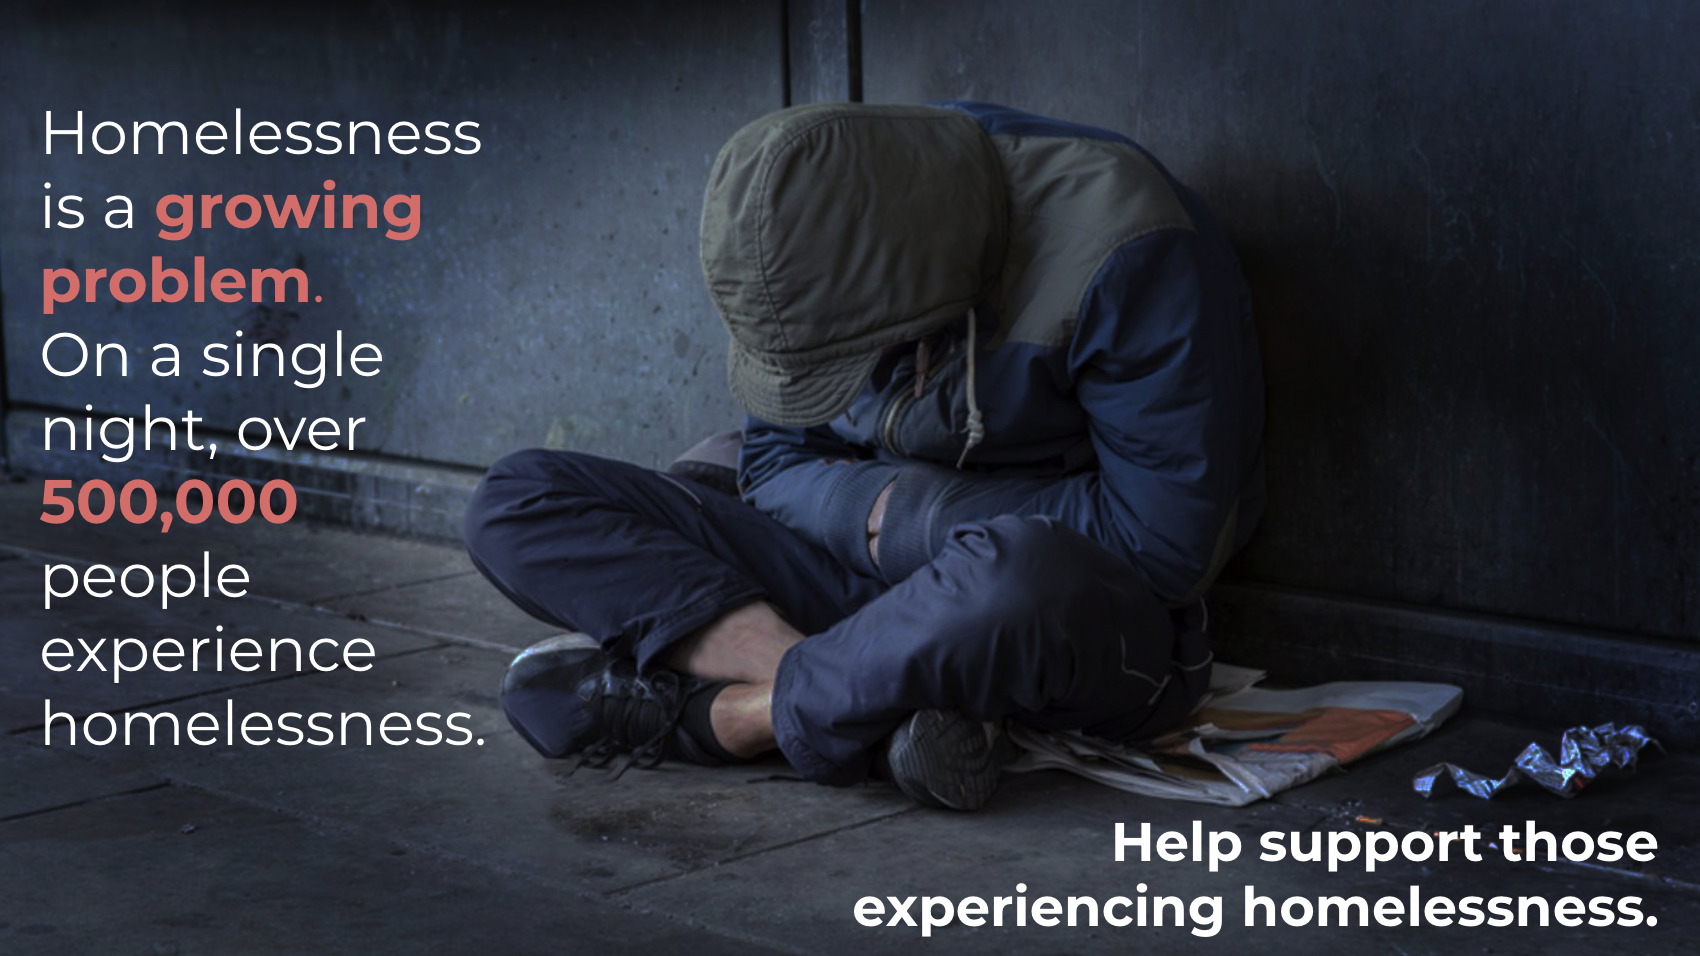 Homelessness
is a growing
problem.
On a single
night, over
500,000
people
experience
homelessness.
Help support those
experiencing homelessness.